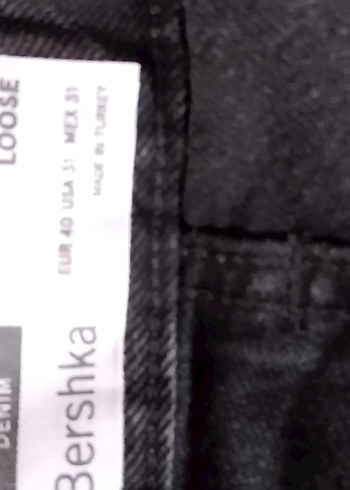 LOOSE
DENIM
Bershka
EUR 40 USA 31 MEX 31
MADE IN TURKEY